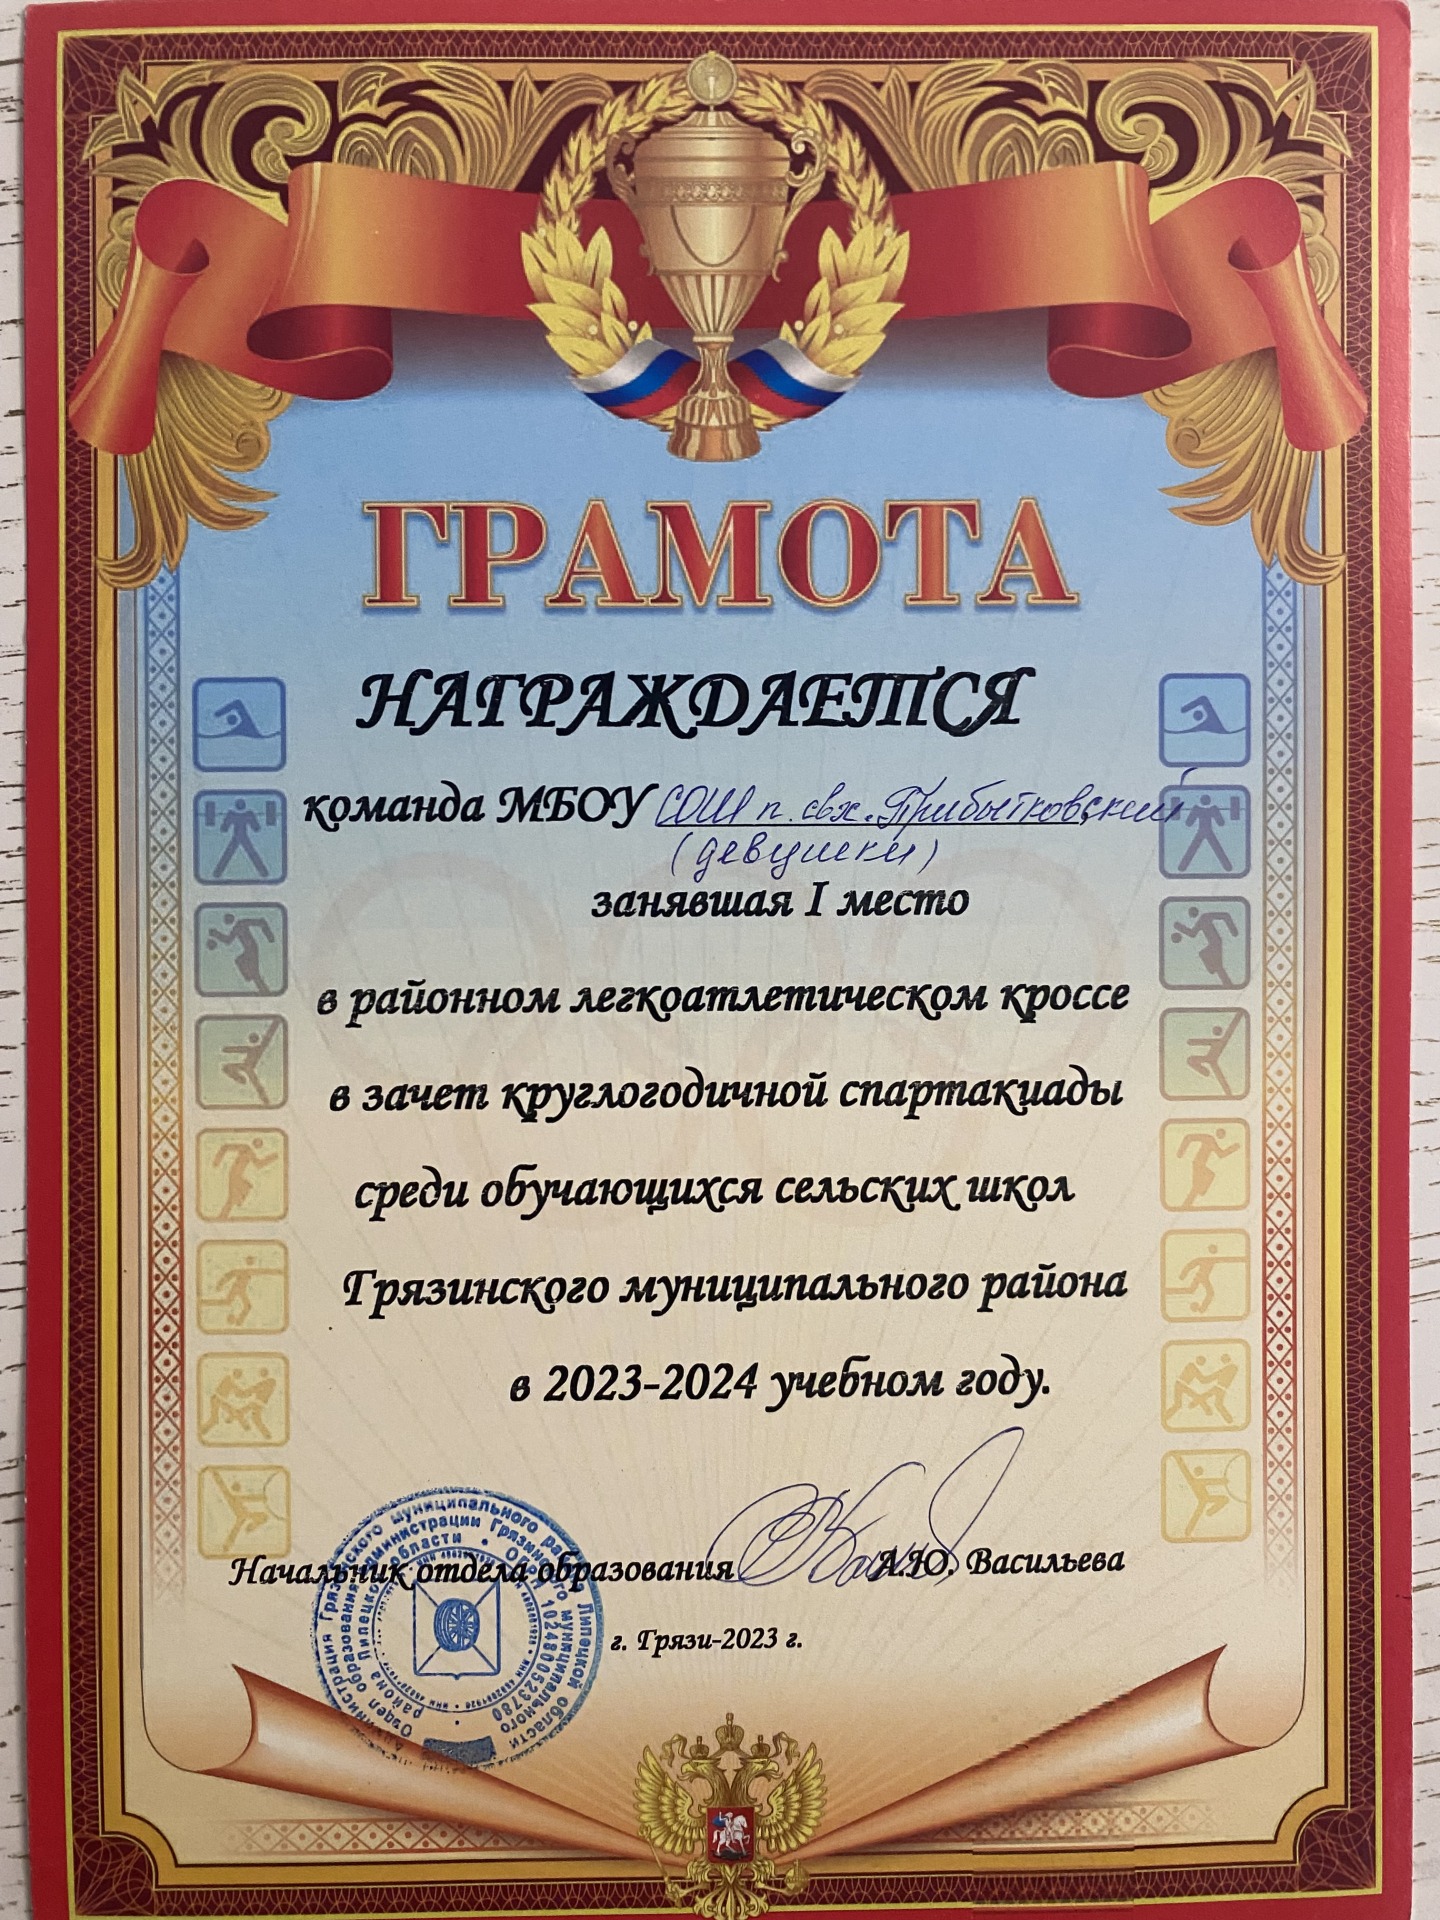 ГРАМОТА
НАГРАЖДАЕТСЯ
команда МБОУ СОШ п. свх. Прибытковский
(девушки)
занявшая I место
в районном легкоатлетическом кроссе
в зачет круглогодичной спартакиады
среди обучающихся сельских школ
Грязинского муниципального района
в 2023-2024 учебном году.
Начальник отдела образования А.Ю. Васильева
г. Грязи-2023 г.